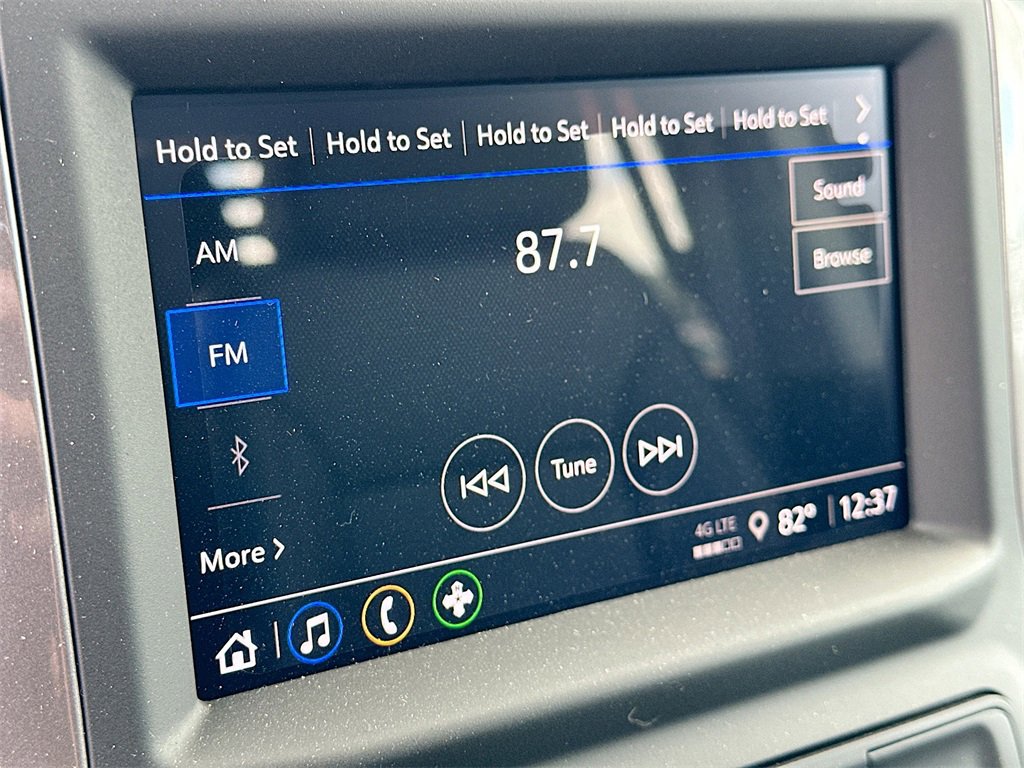 Hold to Set Hold to Set Hold to Set Hold to Set Hold to Set
Sound
AM 87.7
Browse
FM
Tune
More
4G LTE 82° 12:37